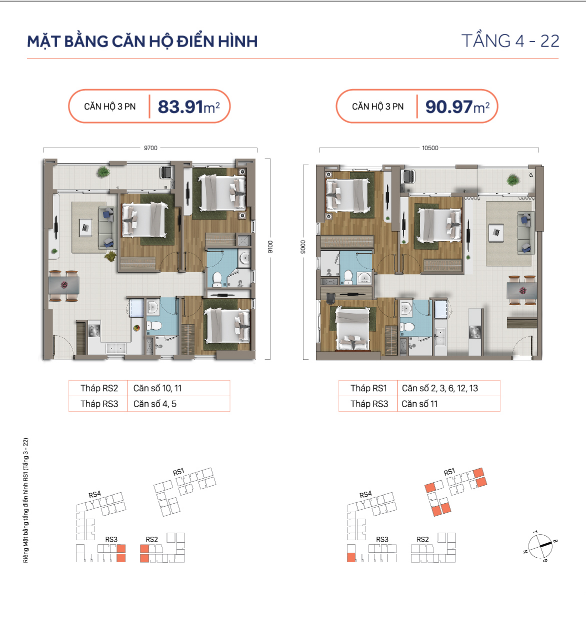 MẶT BẰNG CĂN HỘ ĐIỂN HÌNH
TẦNG 4 - 22
CĂN HỘ 3 PN 83.91m²
CĂN HỘ 3 PN 90.97m²
9700
9100
10500
9000
Tháp RS2 Căn số 10, 11
Tháp RS3 Căn số 4, 5
Tháp RS1 Căn số 2, 3, 6, 12, 13
Tháp RS3 Căn số 11
Riêng Mặt bằng tầng điển hình RS1 (Tầng 3 - 22)
RS1
RS4
RS3
RS2
RS1
RS4
RS3
RS2